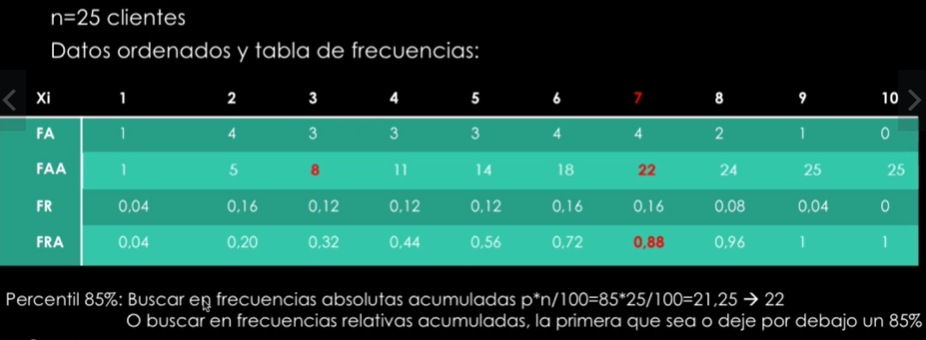 n=25 clientes
Datos ordenados y tabla de frecuencias:
Xi 1 2 3 4 5 6 7 8 9 10
FA 1 4 3 3 3 4 4 2 1 0
FAA 1 5 8 11 14 18 22 24 25 25
FR 0,04 0,16 0,12 0,12 0,12 0,16 0,16 0,08 0,04 0
FRA 0,04 0,20 0,32 0,44 0,56 0,72 0,88 0,96 1 1
Percentil 85%: Buscar en frecuencias absolutas acumuladas p*n/100=85*25/100=21,25 → 22
O buscar en frecuencias relativas acumuladas, la primera que sea o deje por debajo un 85%